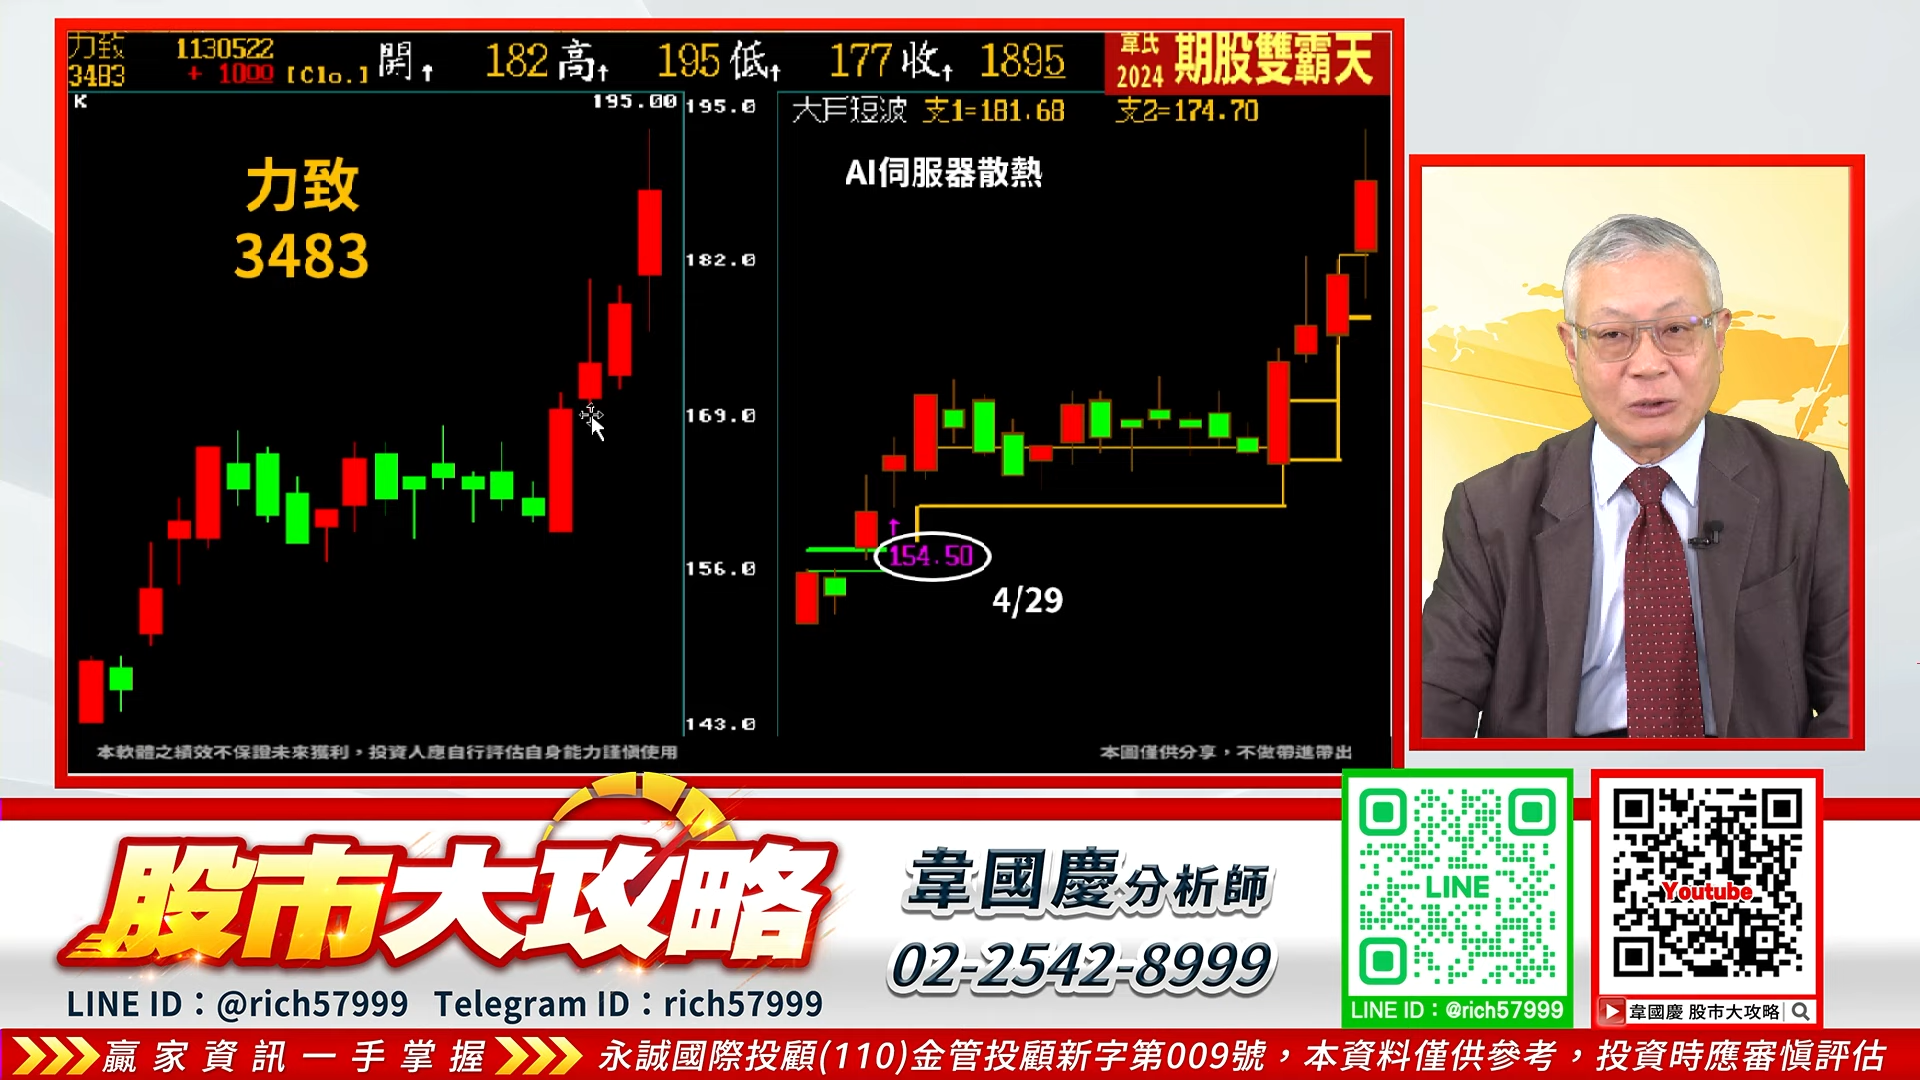 力致 1130522 開↑ 182 高↑ 195 低↑ 177 收↑ 1895
3483 + 1000 [Clo.]
韋氏 2024 期股雙霸天
K 195.00
195.0
182.0
169.0
156.0
143.0
大戶短波 支1=181.68 支2=174.70
力致
3483
AI伺服器散熱
154.50
4/29
本軟體之績效不保證未來獲利，投資人應自行評估自身能力謹慎使用
本圖僅供分享，不做帶進帶出
股市大攻略
LINE ID：@rich57999 Telegram ID：rich57999
韋國慶分析師
02-2542-8999
LINE
LINE ID：@rich57999
Youtube
韋國慶 股市大攻略
贏家資訊一手掌握
永誠國際投顧(110)金管投顧新字第009號，本資料僅供參考，投資時應審慎評估